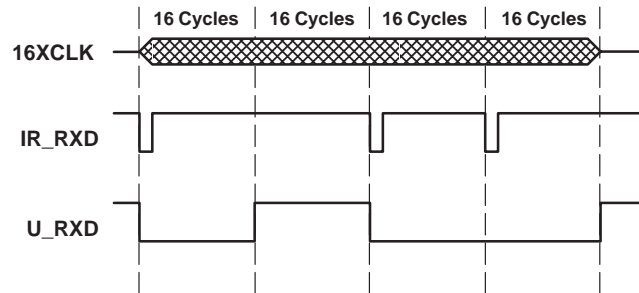 16 Cycles 16 Cycles 16 Cycles 16 Cycles
16XCLK
IR_RXD
U_RXD